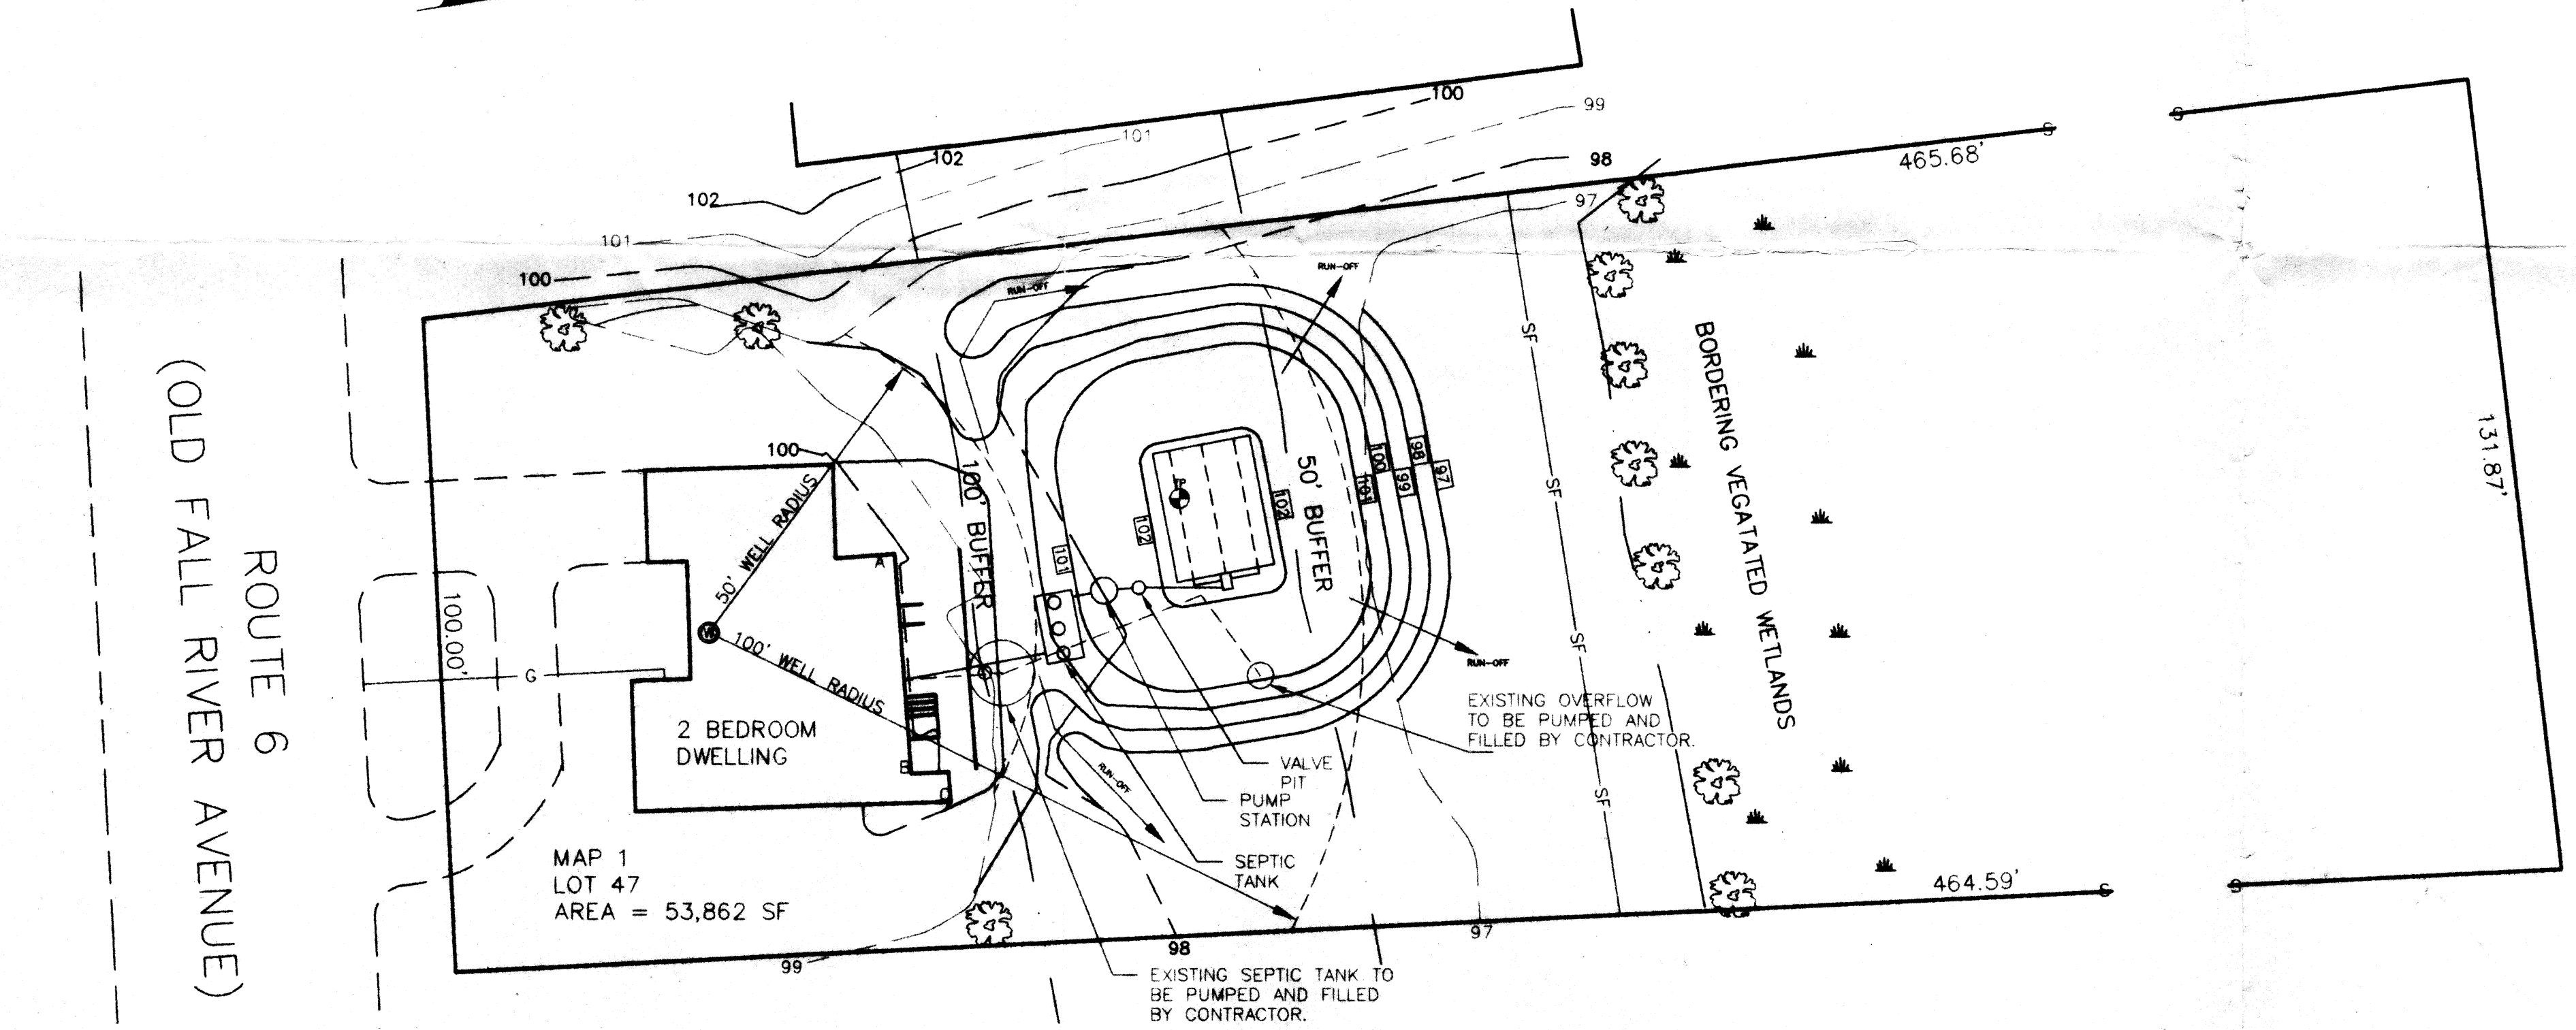 100
99
101
102
98
465.68'
102
97
101
100
RUN-OFF
RUN-OFF
SF
BORDERING VEGATATED WETLANDS
131.87'
ROUTE 6
(OLD FALL RIVER AVENUE)
100.00'
100
50' WELL RADIUS
100' WELL RADIUS
100' BUFFER
50' BUFFER
TP
102
102
101
101
100
99
98
97
SF
SF
SF
A
B
C
G
2 BEDROOM
DWELLING
RUN-OFF
RUN-OFF
EXISTING OVERFLOW
TO BE PUMPED AND
FILLED BY CONTRACTOR.
VALVE
PIT
PUMP
STATION
SEPTIC
TANK
MAP 1
LOT 47
AREA = 53,862 SF
464.59'
99
98
97
EXISTING SEPTIC TANK TO
BE PUMPED AND FILLED
BY CONTRACTOR.
S
S
S
S